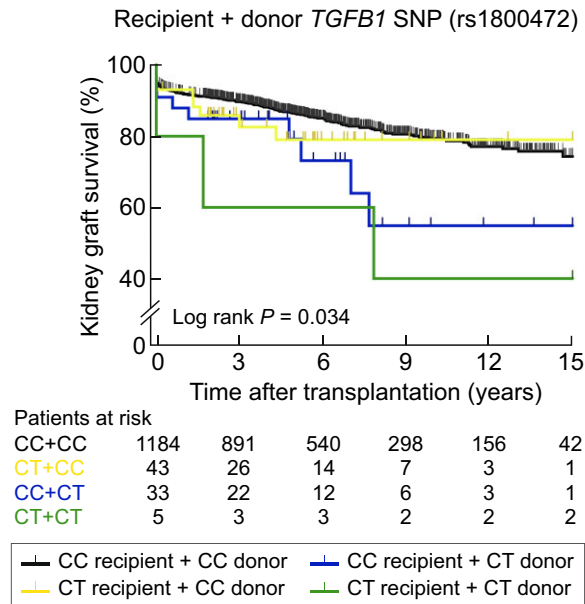 Recipient + donor TGFB1 SNP (rs1800472)
Kidney graft survival (%)
100
80
60
40
0
Log rank P = 0.034
0 3 6 9 12 15
Time after transplantation (years)
Patients at risk
CC+CC 1184 891 540 298 156 42
CT+CC 43 26 14 7 3 1
CC+CT 33 22 12 6 3 1
CT+CT 5 3 3 2 2 2
CC recipient + CC donor CC recipient + CT donor
CT recipient + CC donor CT recipient + CT donor